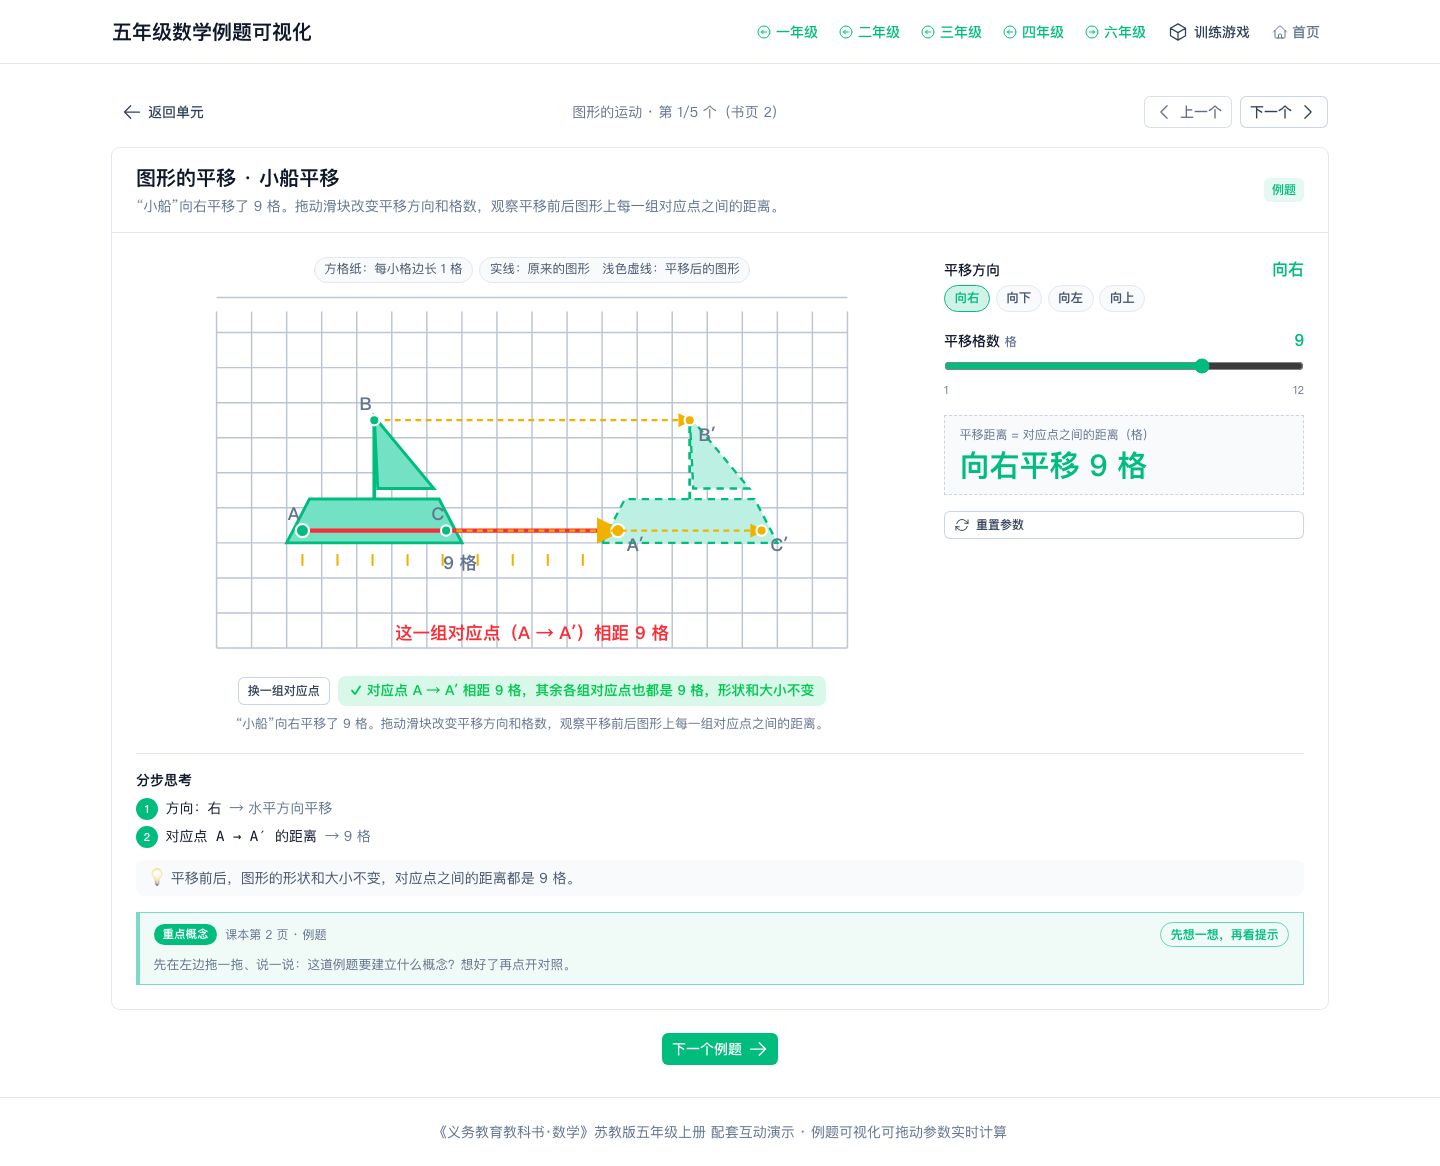 五年级数学例题可视化
一年级 二年级 三年级 四年级 六年级 训练游戏 首页
返回单元
图形的运动 · 第 1/5 个（书页 2）
上一个 下一个
图形的平移 · 小船平移
“小船”向右平移了 9 格。拖动滑块改变平移方向和格数，观察平移前后图形上每一组对应点之间的距离。
例题
方格纸：每小格边长 1 格 实线：原来的图形 浅色虚线：平移后的图形
B
B′
A
C
A′
C′
9 格
这一组对应点（A → A′）相距 9 格
换一组对应点 ✓ 对应点 A → A′ 相距 9 格，其余各组对应点也都是 9 格，形状和大小不变
“小船”向右平移了 9 格。拖动滑块改变平移方向和格数，观察平移前后图形上每一组对应点之间的距离。
平移方向 向右
向右 向下 向左 向上
平移格数 格 9
1 12
平移距离 = 对应点之间的距离（格）
向右平移 9 格
重置参数
分步思考
1 方向：右 → 水平方向平移
2 对应点 A → A′ 的距离 → 9 格
💡 平移前后，图形的形状和大小不变，对应点之间的距离都是 9 格。
重点概念 课本第 2 页 · 例题 先想一想，再看提示
先在左边拖一拖、说一说：这道例题要建立什么概念？想好了再点开对照。
下一个例题 →
《义务教育教科书·数学》苏教版五年级上册 配套互动演示 · 例题可视化可拖动参数实时计算